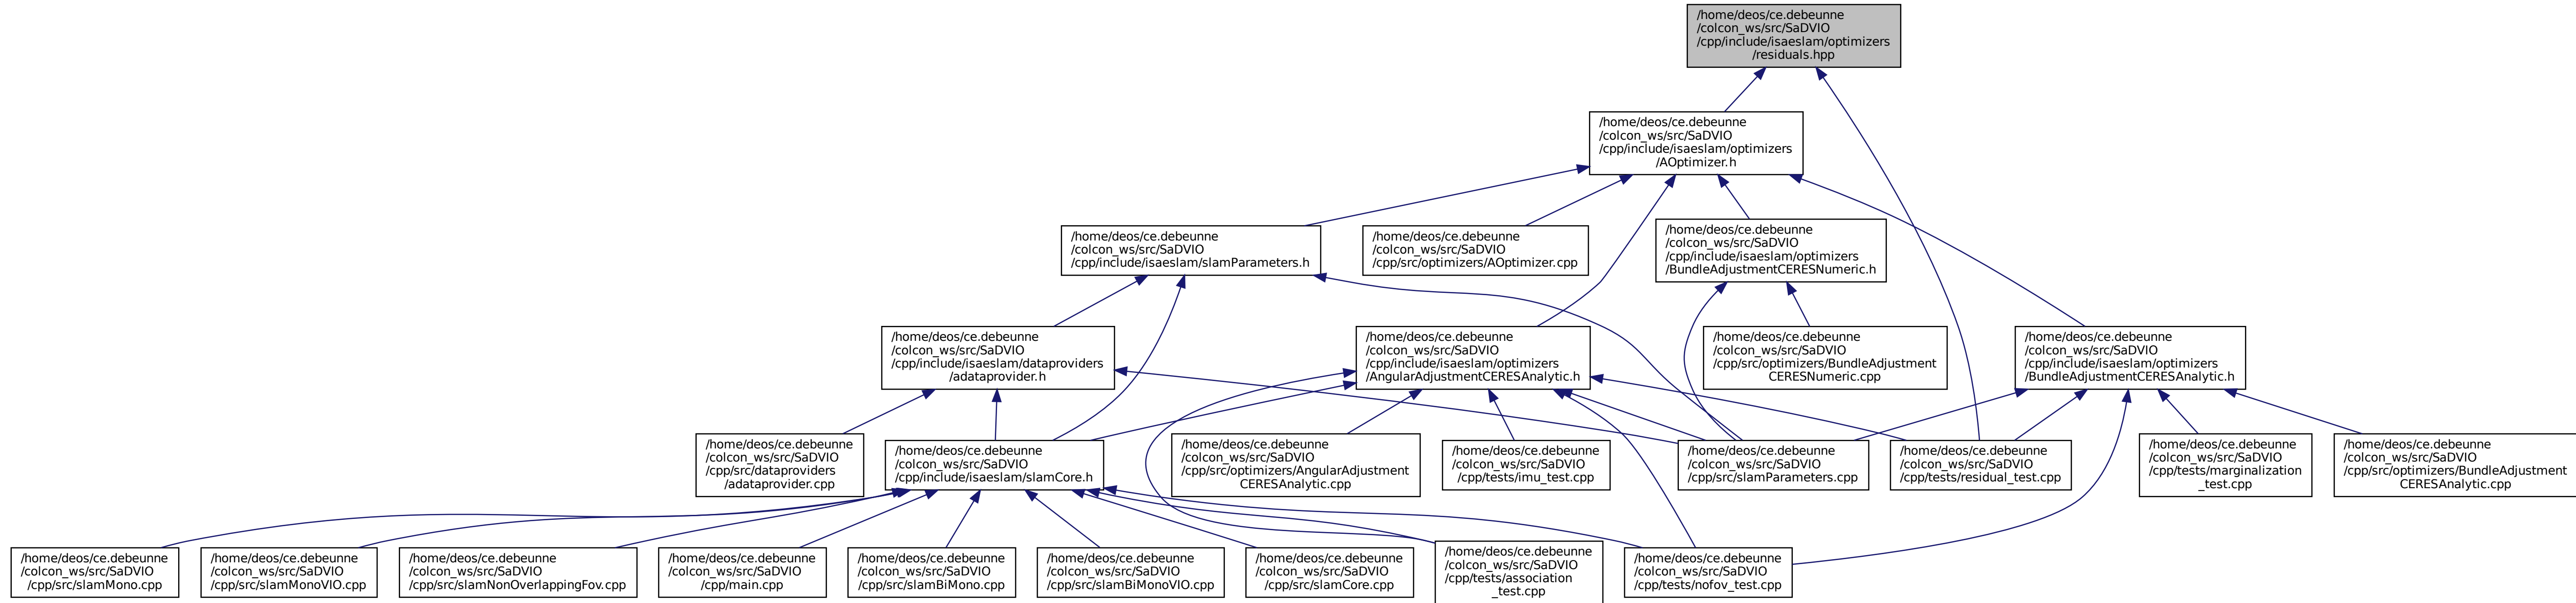 /home/deos/ce.debeunne
/colcon_ws/src/SaDVIO
/cpp/include/isaeslam/optimizers
/residuals.hpp
/home/deos/ce.debeunne
/colcon_ws/src/SaDVIO
/cpp/include/isaeslam/optimizers
/AOptimizer.h
/home/deos/ce.debeunne
/colcon_ws/src/SaDVIO
/cpp/include/isaeslam/slamParameters.h
/home/deos/ce.debeunne
/colcon_ws/src/SaDVIO
/cpp/src/optimizers/AOptimizer.cpp
/home/deos/ce.debeunne
/colcon_ws/src/SaDVIO
/cpp/include/isaeslam/optimizers
/BundleAdjustmentCERESNumeric.h
/home/deos/ce.debeunne
/colcon_ws/src/SaDVIO
/cpp/include/isaeslam/dataproviders
/adataprovider.h
/home/deos/ce.debeunne
/colcon_ws/src/SaDVIO
/cpp/include/isaeslam/optimizers
/AngularAdjustmentCERESAnalytic.h
/home/deos/ce.debeunne
/colcon_ws/src/SaDVIO
/cpp/src/optimizers/BundleAdjustment
CERESNumeric.cpp
/home/deos/ce.debeunne
/colcon_ws/src/SaDVIO
/cpp/include/isaeslam/optimizers
/BundleAdjustmentCERESAnalytic.h
/home/deos/ce.debeunne
/colcon_ws/src/SaDVIO
/cpp/src/dataproviders
/adataprovider.cpp
/home/deos/ce.debeunne
/colcon_ws/src/SaDVIO
/cpp/include/isaeslam/slamCore.h
/home/deos/ce.debeunne
/colcon_ws/src/SaDVIO
/cpp/src/optimizers/AngularAdjustment
CERESAnalytic.cpp
/home/deos/ce.debeunne
/colcon_ws/src/SaDVIO
/cpp/tests/imu_test.cpp
/home/deos/ce.debeunne
/colcon_ws/src/SaDVIO
/cpp/src/slamParameters.cpp
/home/deos/ce.debeunne
/colcon_ws/src/SaDVIO
/cpp/tests/residual_test.cpp
/home/deos/ce.debeunne
/colcon_ws/src/SaDVIO
/cpp/tests/marginalization
_test.cpp
/home/deos/ce.debeunne
/colcon_ws/src/SaDVIO
/cpp/src/optimizers/BundleAdjustment
CERESAnalytic.cpp
/home/deos/ce.debeunne
/colcon_ws/src/SaDVIO
/cpp/src/slamMono.cpp
/home/deos/ce.debeunne
/colcon_ws/src/SaDVIO
/cpp/src/slamMonoVIO.cpp
/home/deos/ce.debeunne
/colcon_ws/src/SaDVIO
/cpp/src/slamNonOverlappingFov.cpp
/home/deos/ce.debeunne
/colcon_ws/src/SaDVIO
/cpp/main.cpp
/home/deos/ce.debeunne
/colcon_ws/src/SaDVIO
/cpp/src/slamBiMono.cpp
/home/deos/ce.debeunne
/colcon_ws/src/SaDVIO
/cpp/src/slamBiMonoVIO.cpp
/home/deos/ce.debeunne
/colcon_ws/src/SaDVIO
/cpp/src/slamCore.cpp
/home/deos/ce.debeunne
/colcon_ws/src/SaDVIO
/cpp/tests/association
_test.cpp
/home/deos/ce.debeunne
/colcon_ws/src/SaDVIO
/cpp/tests/nofov_test.cpp